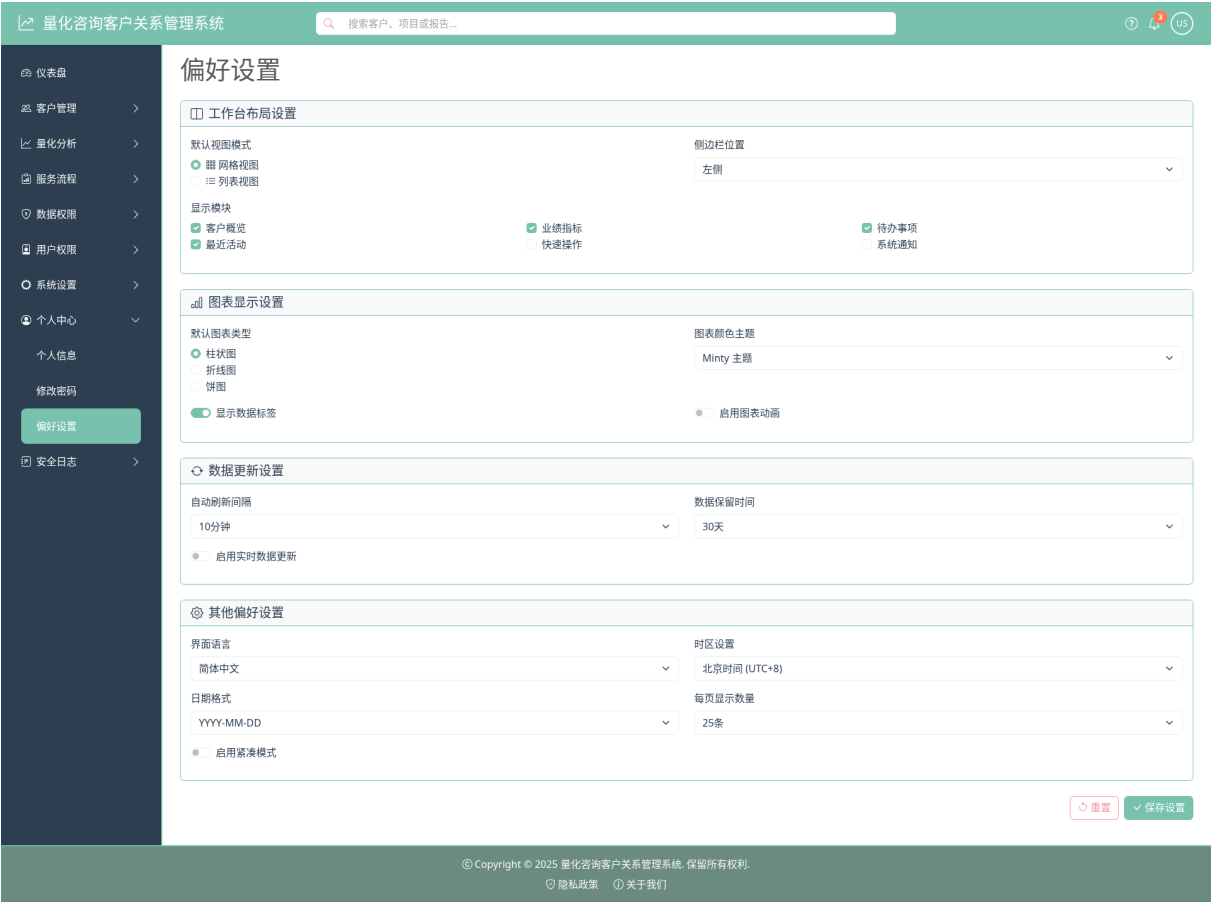 量化咨询客户关系管理系统
搜索客户、项目或报告...
3
US
仪表盘
客户管理
量化分析
服务流程
数据权限
用户权限
系统设置
个人中心
个人信息
修改密码
偏好设置
安全日志
偏好设置
工作台布局设置
默认视图模式
网格视图
列表视图
侧边栏位置
左侧
显示模块
客户概览
业绩指标
待办事项
最近活动
快速操作
系统通知
图表显示设置
默认图表类型
柱状图
折线图
饼图
图表颜色主题
Minty 主题
显示数据标签
启用图表动画
数据更新设置
自动刷新间隔
10分钟
数据保留时间
30天
启用实时数据更新
其他偏好设置
界面语言
简体中文
时区设置
北京时间 (UTC+8)
日期格式
YYYY-MM-DD
每页显示数量
25条
启用紧凑模式
重置
保存设置
© Copyright © 2025 量化咨询客户关系管理系统. 保留所有权利.
隐私政策 关于我们